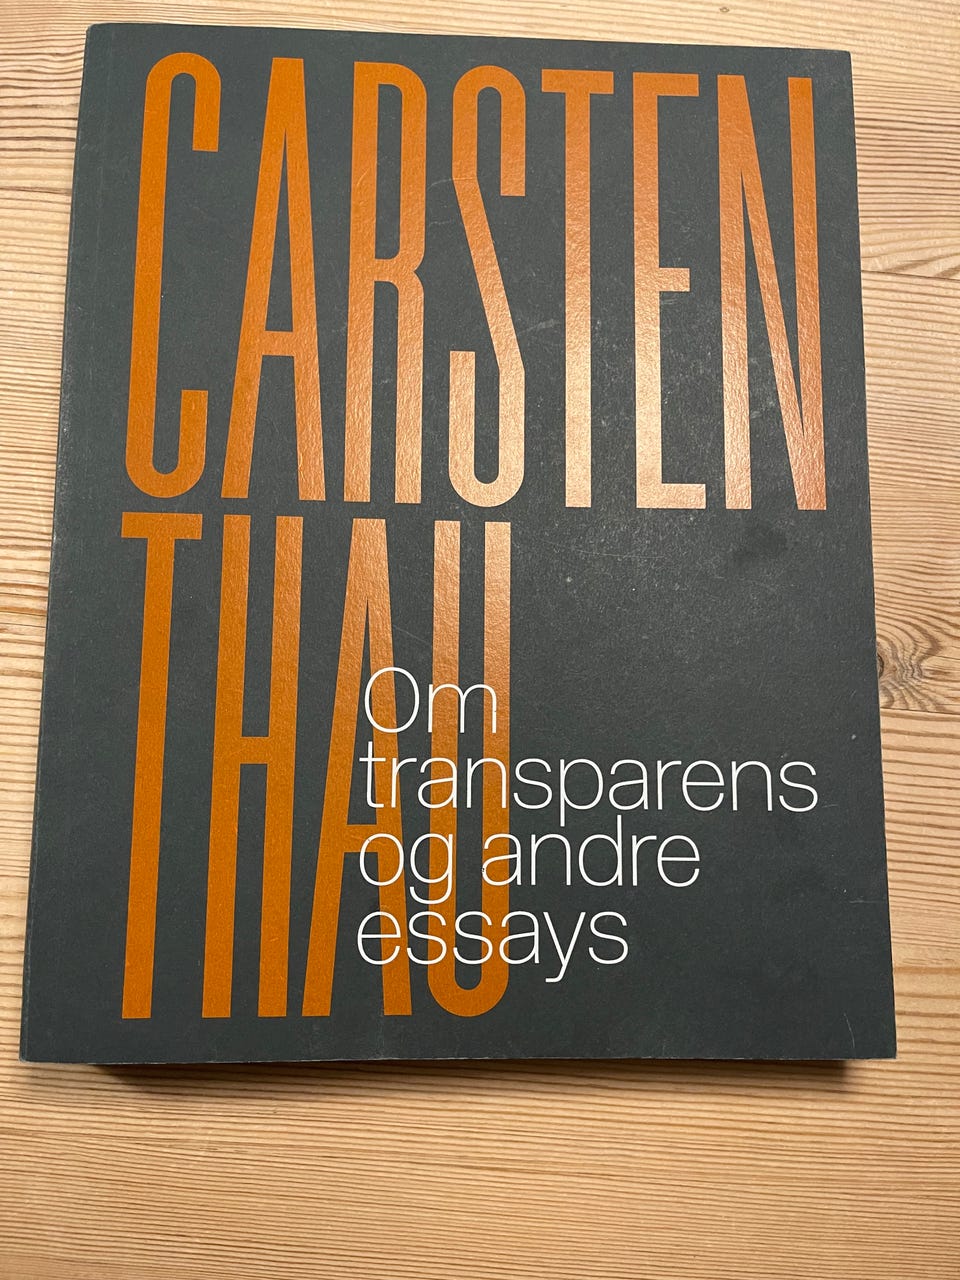 CARSTEN
THAU
Om
transparens
og andre
essays